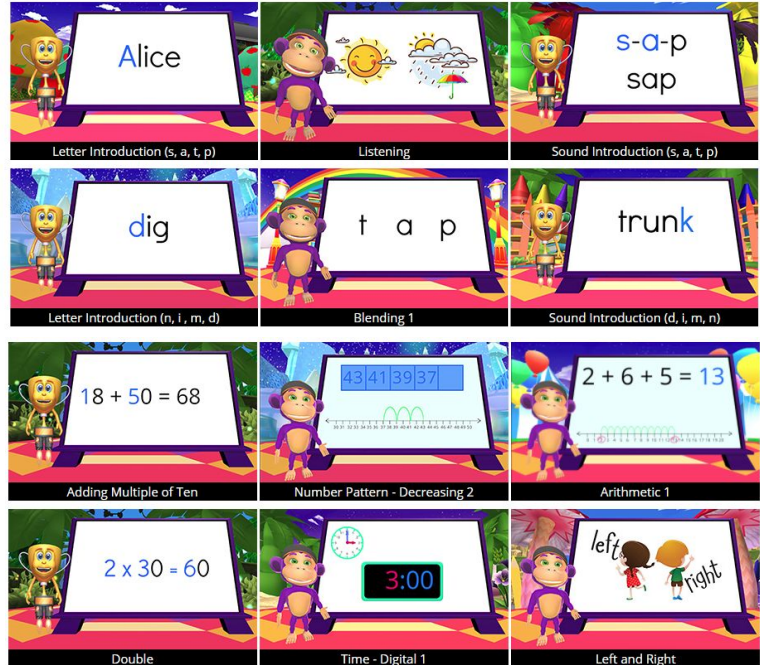 Alice
Letter Introduction (s, a, t, p)
Listening
s-a-p
sap
Sound Introduction (s, a, t, p)
dig
Letter Introduction (n, i , m, d)
t a p
Blending 1
trunk
Sound Introduction (d, i, m, n)
18 + 50 = 68
Adding Multiple of Ten
43 41 39 37
Number Pattern - Decreasing 2
2 + 6 + 5 = 13
Arithmetic 1
2 x 30 = 60
Double
3:00
Time - Digital 1
left
right
Left and Right